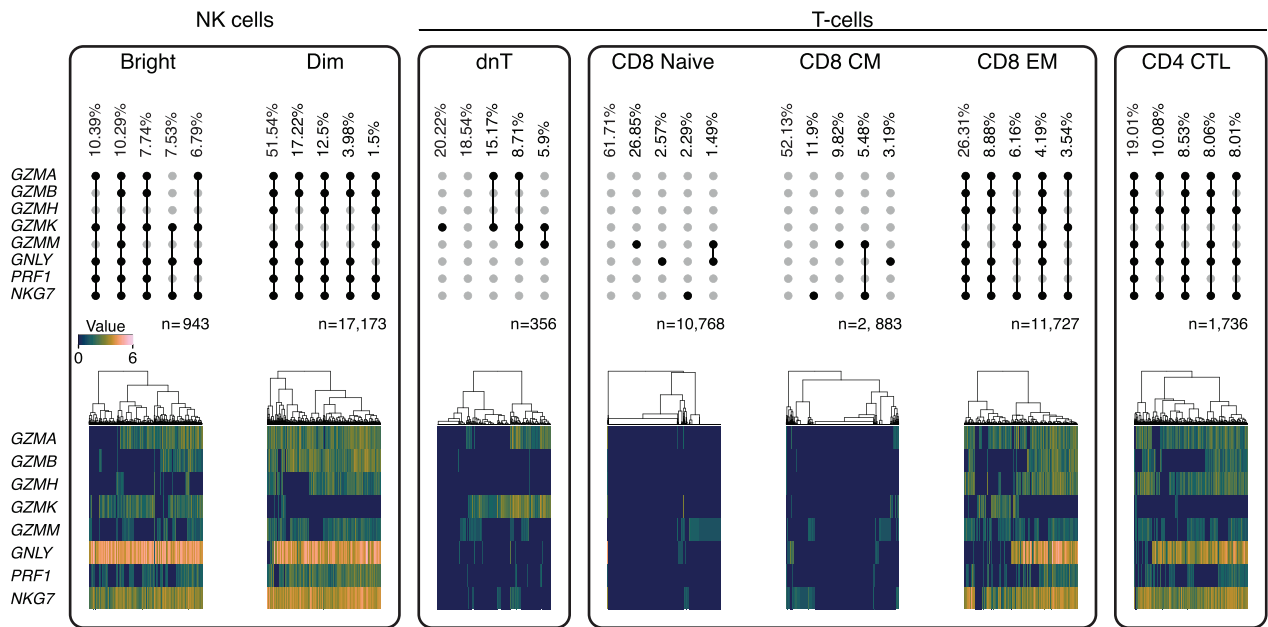 NK cells
T-cells
Bright
Dim
dnT
CD8 Naive
CD8 CM
CD8 EM
CD4 CTL
10.39%
10.29%
7.74%
7.53%
6.79%
51.54%
17.22%
12.5%
3.98%
1.5%
20.22%
18.54%
15.17%
8.71%
5.9%
61.71%
26.85%
2.57%
2.29%
1.49%
52.13%
11.9%
9.82%
5.48%
3.19%
26.31%
8.88%
6.16%
4.19%
3.54%
19.01%
10.08%
8.53%
8.06%
8.01%
GZMA
GZMB
GZMH
GZMK
GZMM
GNLY
PRF1
NKG7
n=943
n=17,173
n=356
n=10,768
n=2, 883
n=11,727
n=1,736
Value
0 6
GZMA
GZMB
GZMH
GZMK
GZMM
GNLY
PRF1
NKG7